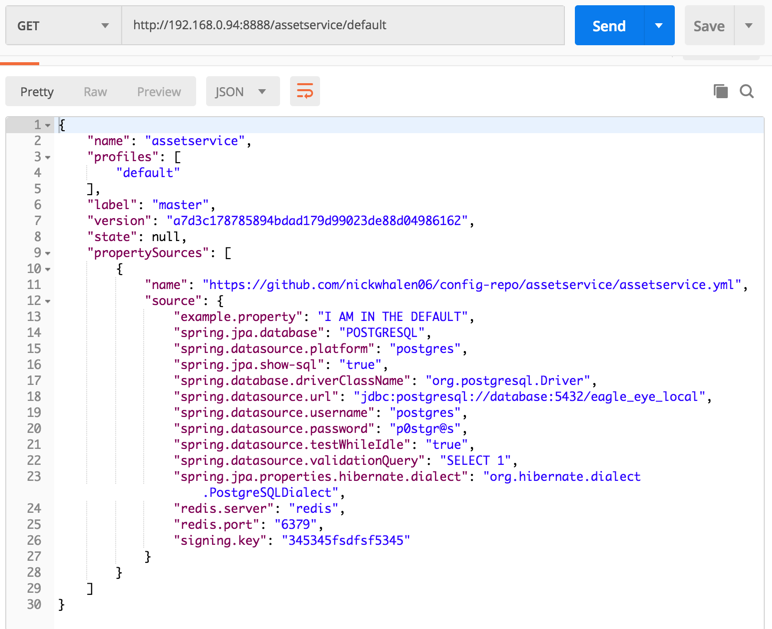 GET http://192.168.0.94:8888/assetservice/default Send Save
Pretty Raw Preview JSON
1 {
2 "name": "assetservice",
3 "profiles": [
4 "default"
5 ],
6 "label": "master",
7 "version": "a7d3c178785894bdad179d99023de88d04986162",
8 "state": null,
9 "propertySources": [
10 {
11 "name": "https://github.com/nickwhalen06/config-repo/assetservice/assetservice.yml",
12 "source": {
13 "example.property": "I AM IN THE DEFAULT",
14 "spring.jpa.database": "POSTGRESQL",
15 "spring.datasource.platform": "postgres",
16 "spring.jpa.show-sql": "true",
17 "spring.database.driverClassName": "org.postgresql.Driver",
18 "spring.datasource.url": "jdbc:postgresql://database:5432/eagle_eye_local",
19 "spring.datasource.username": "postgres",
20 "spring.datasource.password": "p0stgr@s",
21 "spring.datasource.testWhileIdle": "true",
22 "spring.datasource.validationQuery": "SELECT 1",
23 "spring.jpa.properties.hibernate.dialect": "org.hibernate.dialect
.PostgreSQLDialect",
24 "redis.server": "redis",
25 "redis.port": "6379",
26 "signing.key": "345345fsdfsf5345"
27 }
28 }
29 ]
30 }